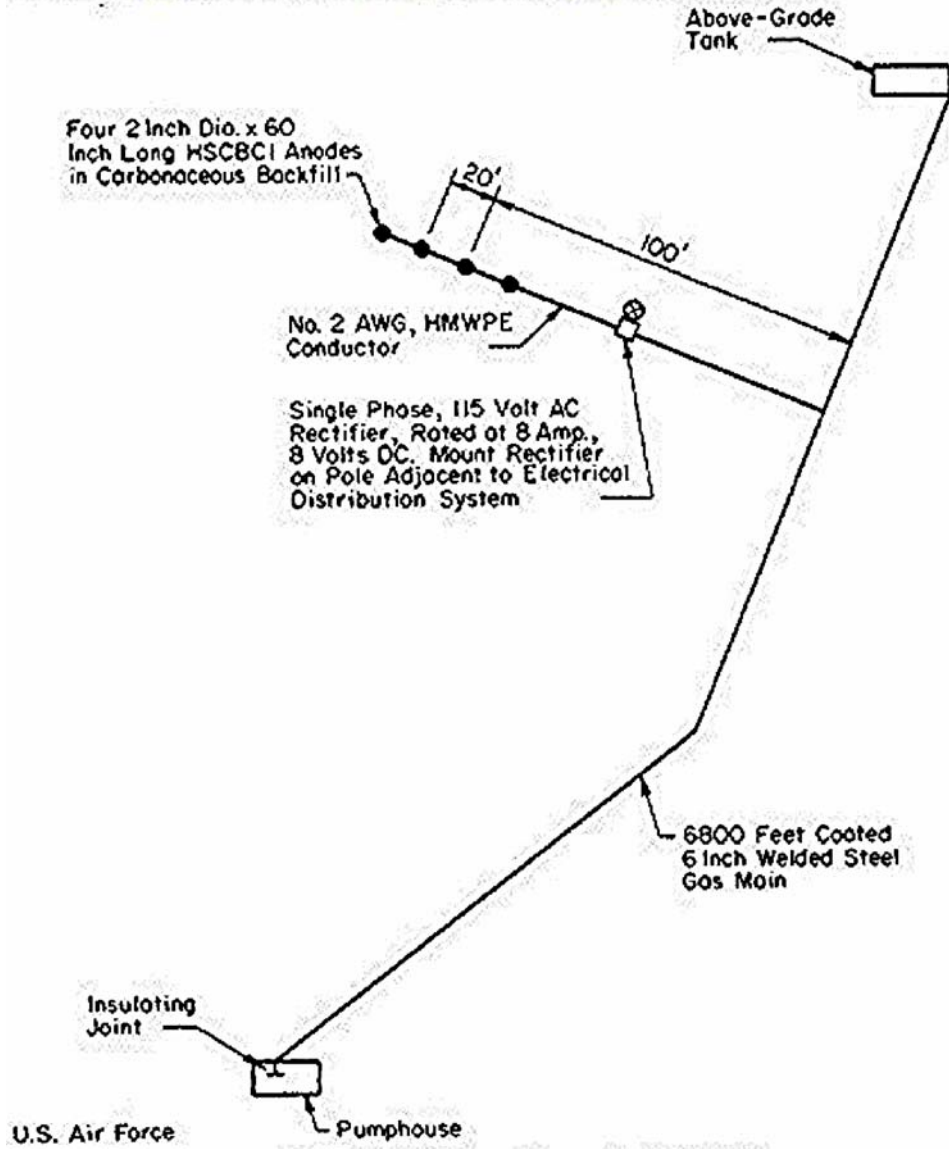 Above-Grade
Tank
Four 2 Inch Dia. x 60
Inch Long HSCBCI Anodes
in Carbonaceous Backfill
20'
100'
No. 2 AWG, HMWPE
Conductor
Single Phase, 115 Volt AC
Rectifier, Rated at 8 Amp.,
8 Volts DC. Mount Rectifier
on Pole Adjacent to Electrical
Distribution System
6800 Feet Coated
6 Inch Welded Steel
Gas Main
Insulating
Joint
Pumphouse
U.S. Air Force